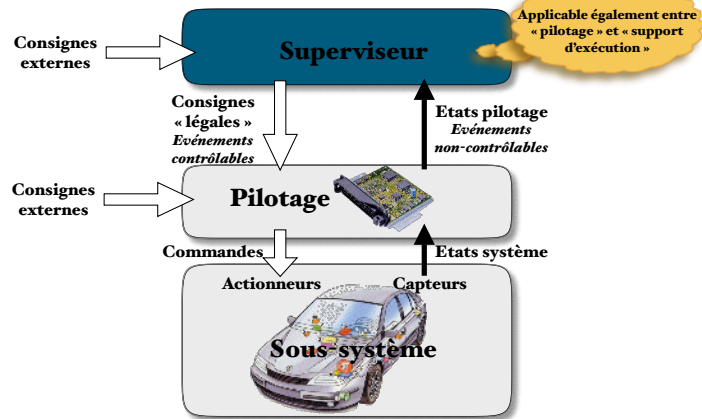 Applicable également entre
« pilotage » et « support
d'exécution »
Consignes
externes
Superviseur
Consignes
« légales »
Evénements
contrôlables
Etats pilotage
Evénements
non-contrôlables
Consignes
externes
Pilotage
Commandes
Etats système
Actionneurs
Capteurs
Sous-système